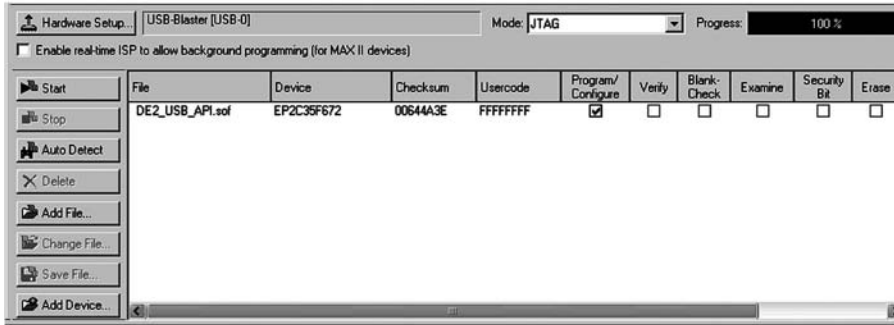 Hardware Setup... USB-Blaster [USB-0] Mode: JTAG Progress: 100 %
Enable real-time ISP to allow background programming (for MAX II devices)
Start
Stop
Auto Detect
Delete
Add File...
Change File...
Save File...
Add Device...
File Device Checksum Usercode Program/ Configure Verify Blank- Check Examine Security Bit Erase
DE2_USB_API.sof EP2C35F672 00644A3E FFFFFFFF